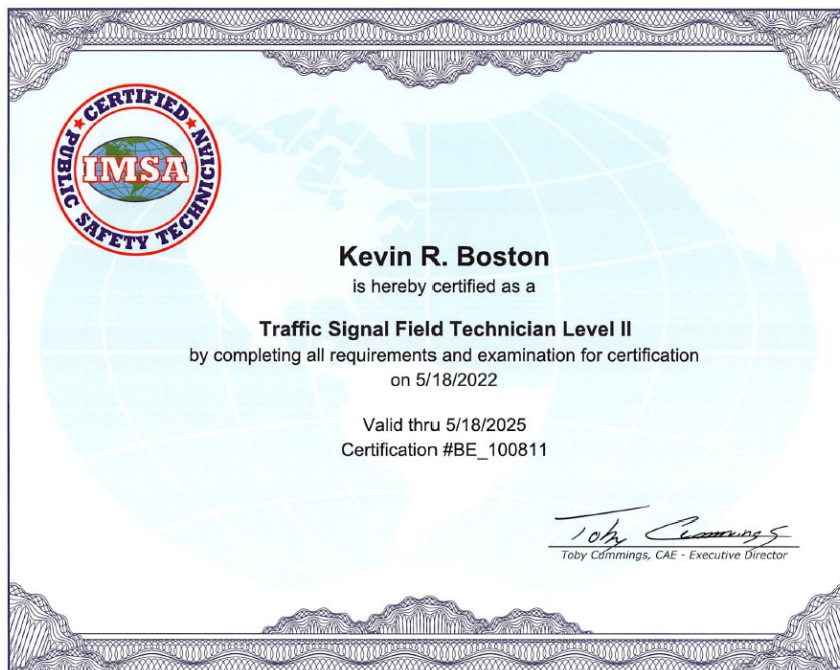 CERTIFIED
PUBLIC SAFETY TECHNICIAN
IMSA
Kevin R. Boston
is hereby certified as a
Traffic Signal Field Technician Level II
by completing all requirements and examination for certification
on 5/18/2022
Valid thru 5/18/2025
Certification #BE_100811
Toby Cummings
Toby Cummings, CAE - Executive Director